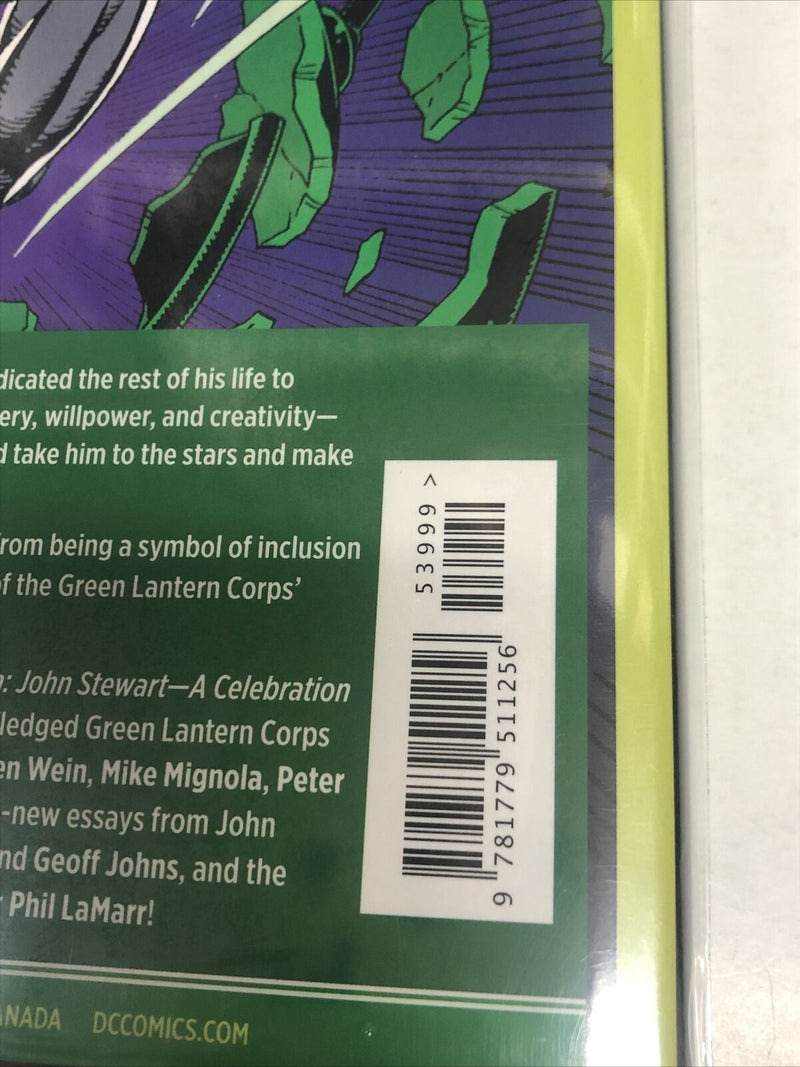 dicated the rest of his life to
ery, willpower, and creativity—
d take him to the stars and make
rom being a symbol of inclusion
of the Green Lantern Corps’
: John Stewart—A Celebration
ledged Green Lantern Corps
en Wein, Mike Mignola, Peter
-new essays from John
nd Geoff Johns, and the
Phil LaMarr!
53999 >
9 781779 511256
ANADA DCCOMICS.COM